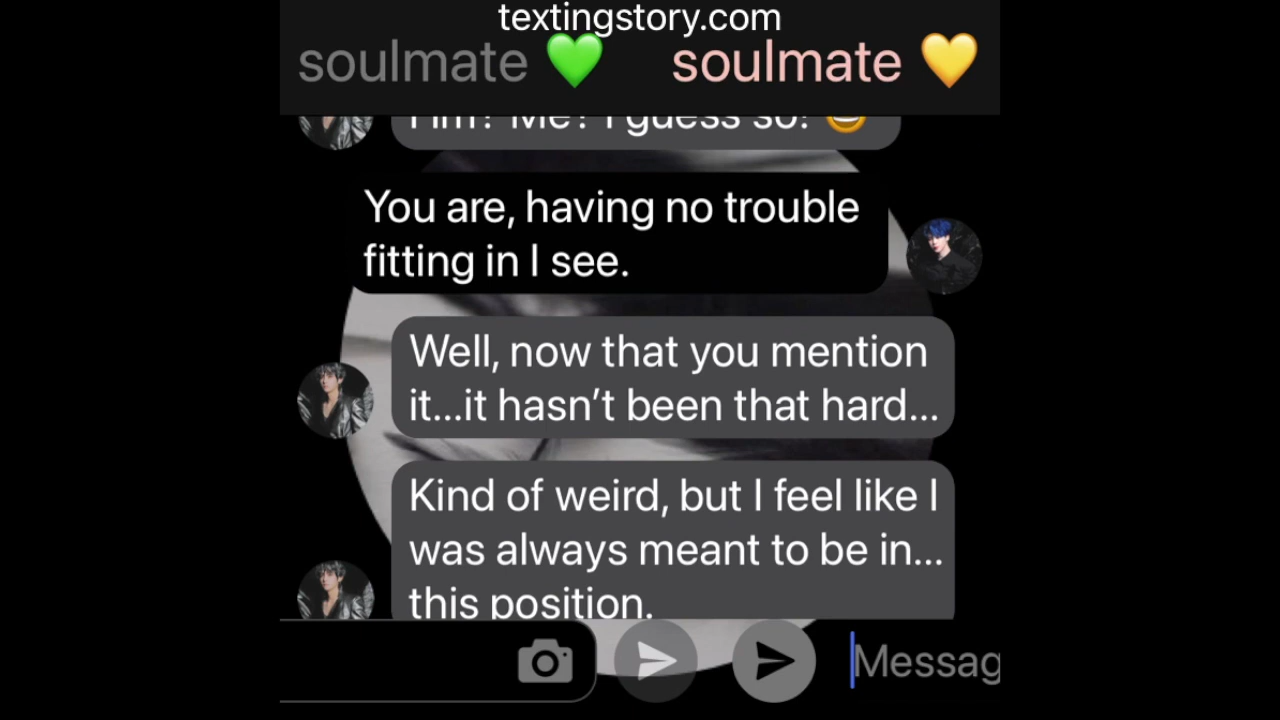 textingstory.com
soulmate 💚 soulmate 💛
I guess so!
You are, having no trouble
fitting in I see.
Well, now that you mention
it...it hasn't been that hard...
Kind of weird, but I feel like I
was always meant to be in...
this position.
Messag